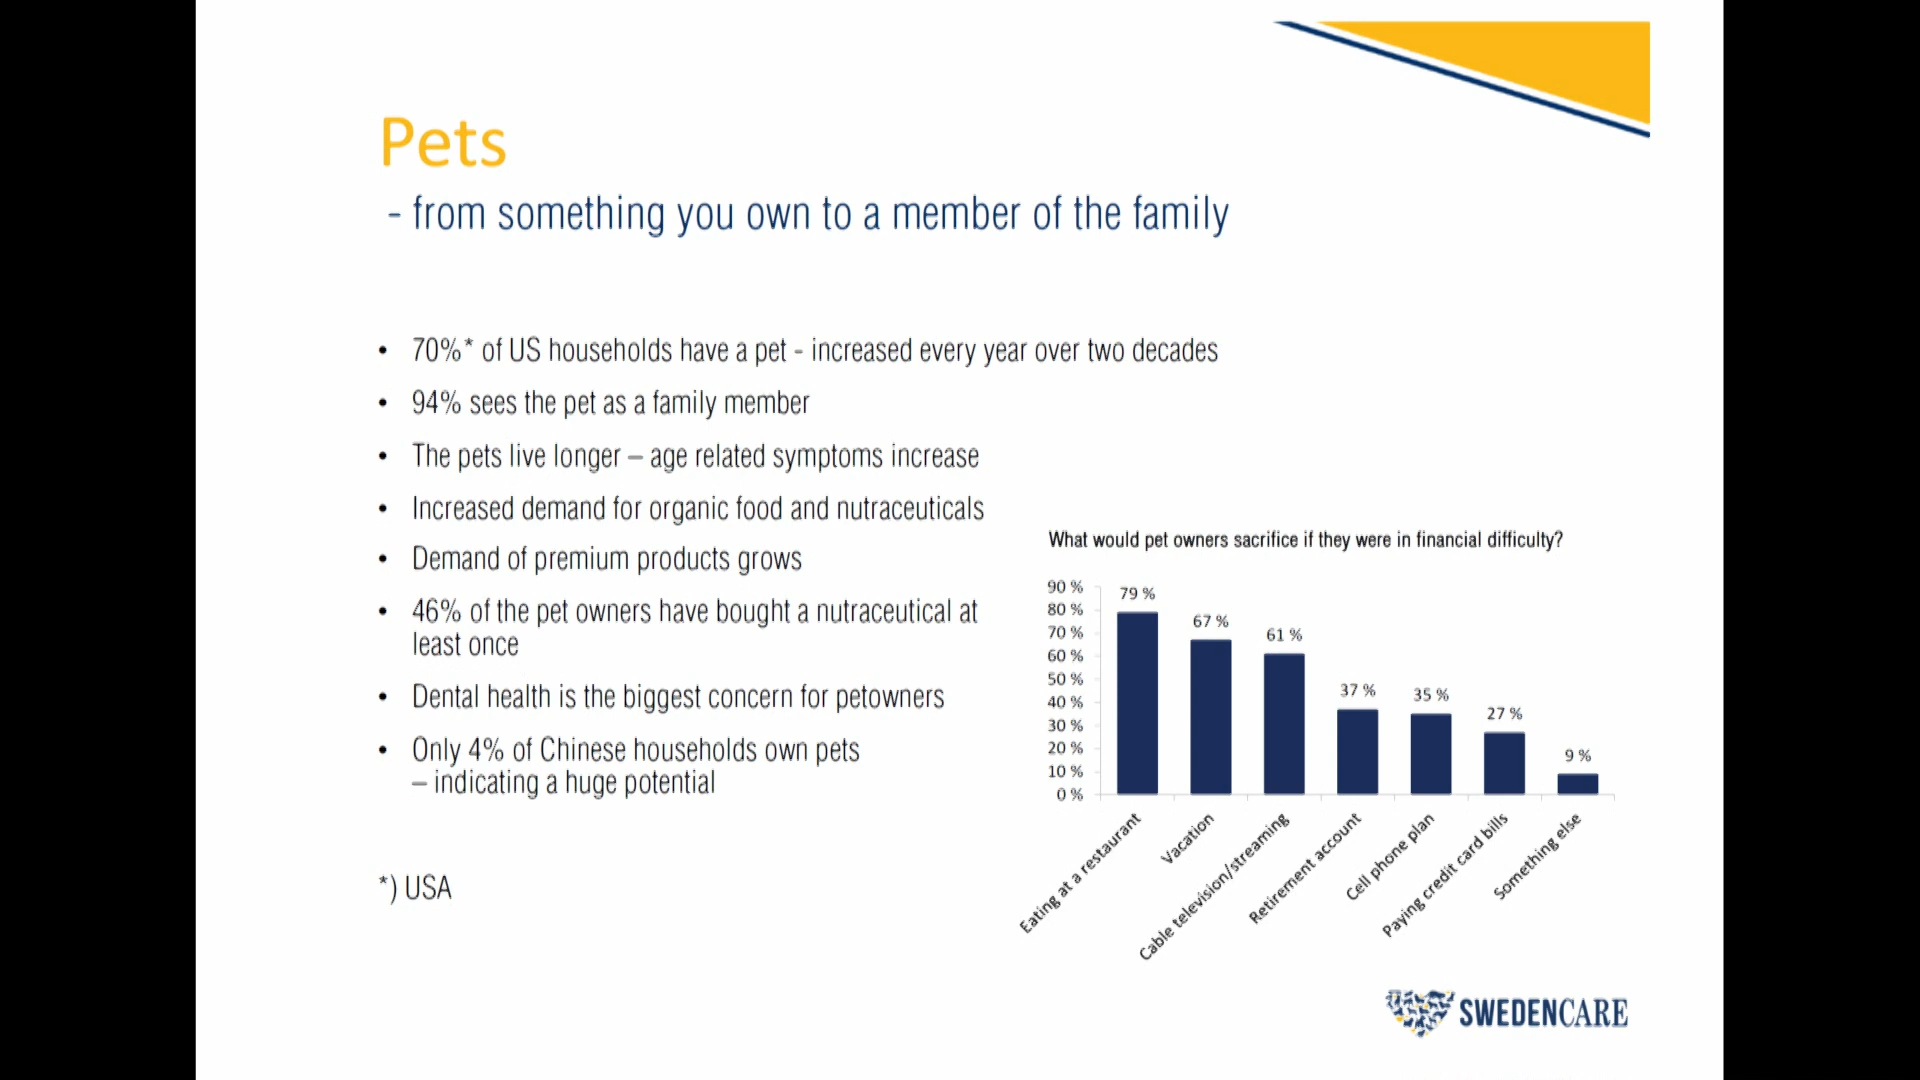 Pets
- from something you own to a member of the family
• 70%* of US households have a pet - increased every year over two decades
• 94% sees the pet as a family member
• The pets live longer – age related symptoms increase
• Increased demand for organic food and nutraceuticals
• Demand of premium products grows
• 46% of the pet owners have bought a nutraceutical at
least once
• Dental health is the biggest concern for petowners
• Only 4% of Chinese households own pets
– indicating a huge potential
*) USA
What would pet owners sacrifice if they were in financial difficulty?
90 %
80 %
70 %
60 %
50 %
40 %
30 %
20 %
10 %
0 %
79 %
67 %
61 %
37 %
35 %
27 %
9 %
Eating at a restaurant
Vacation
Cable television/streaming
Retirement account
Cell phone plan
Paying credit card bills
Something else
SWEDENCARE